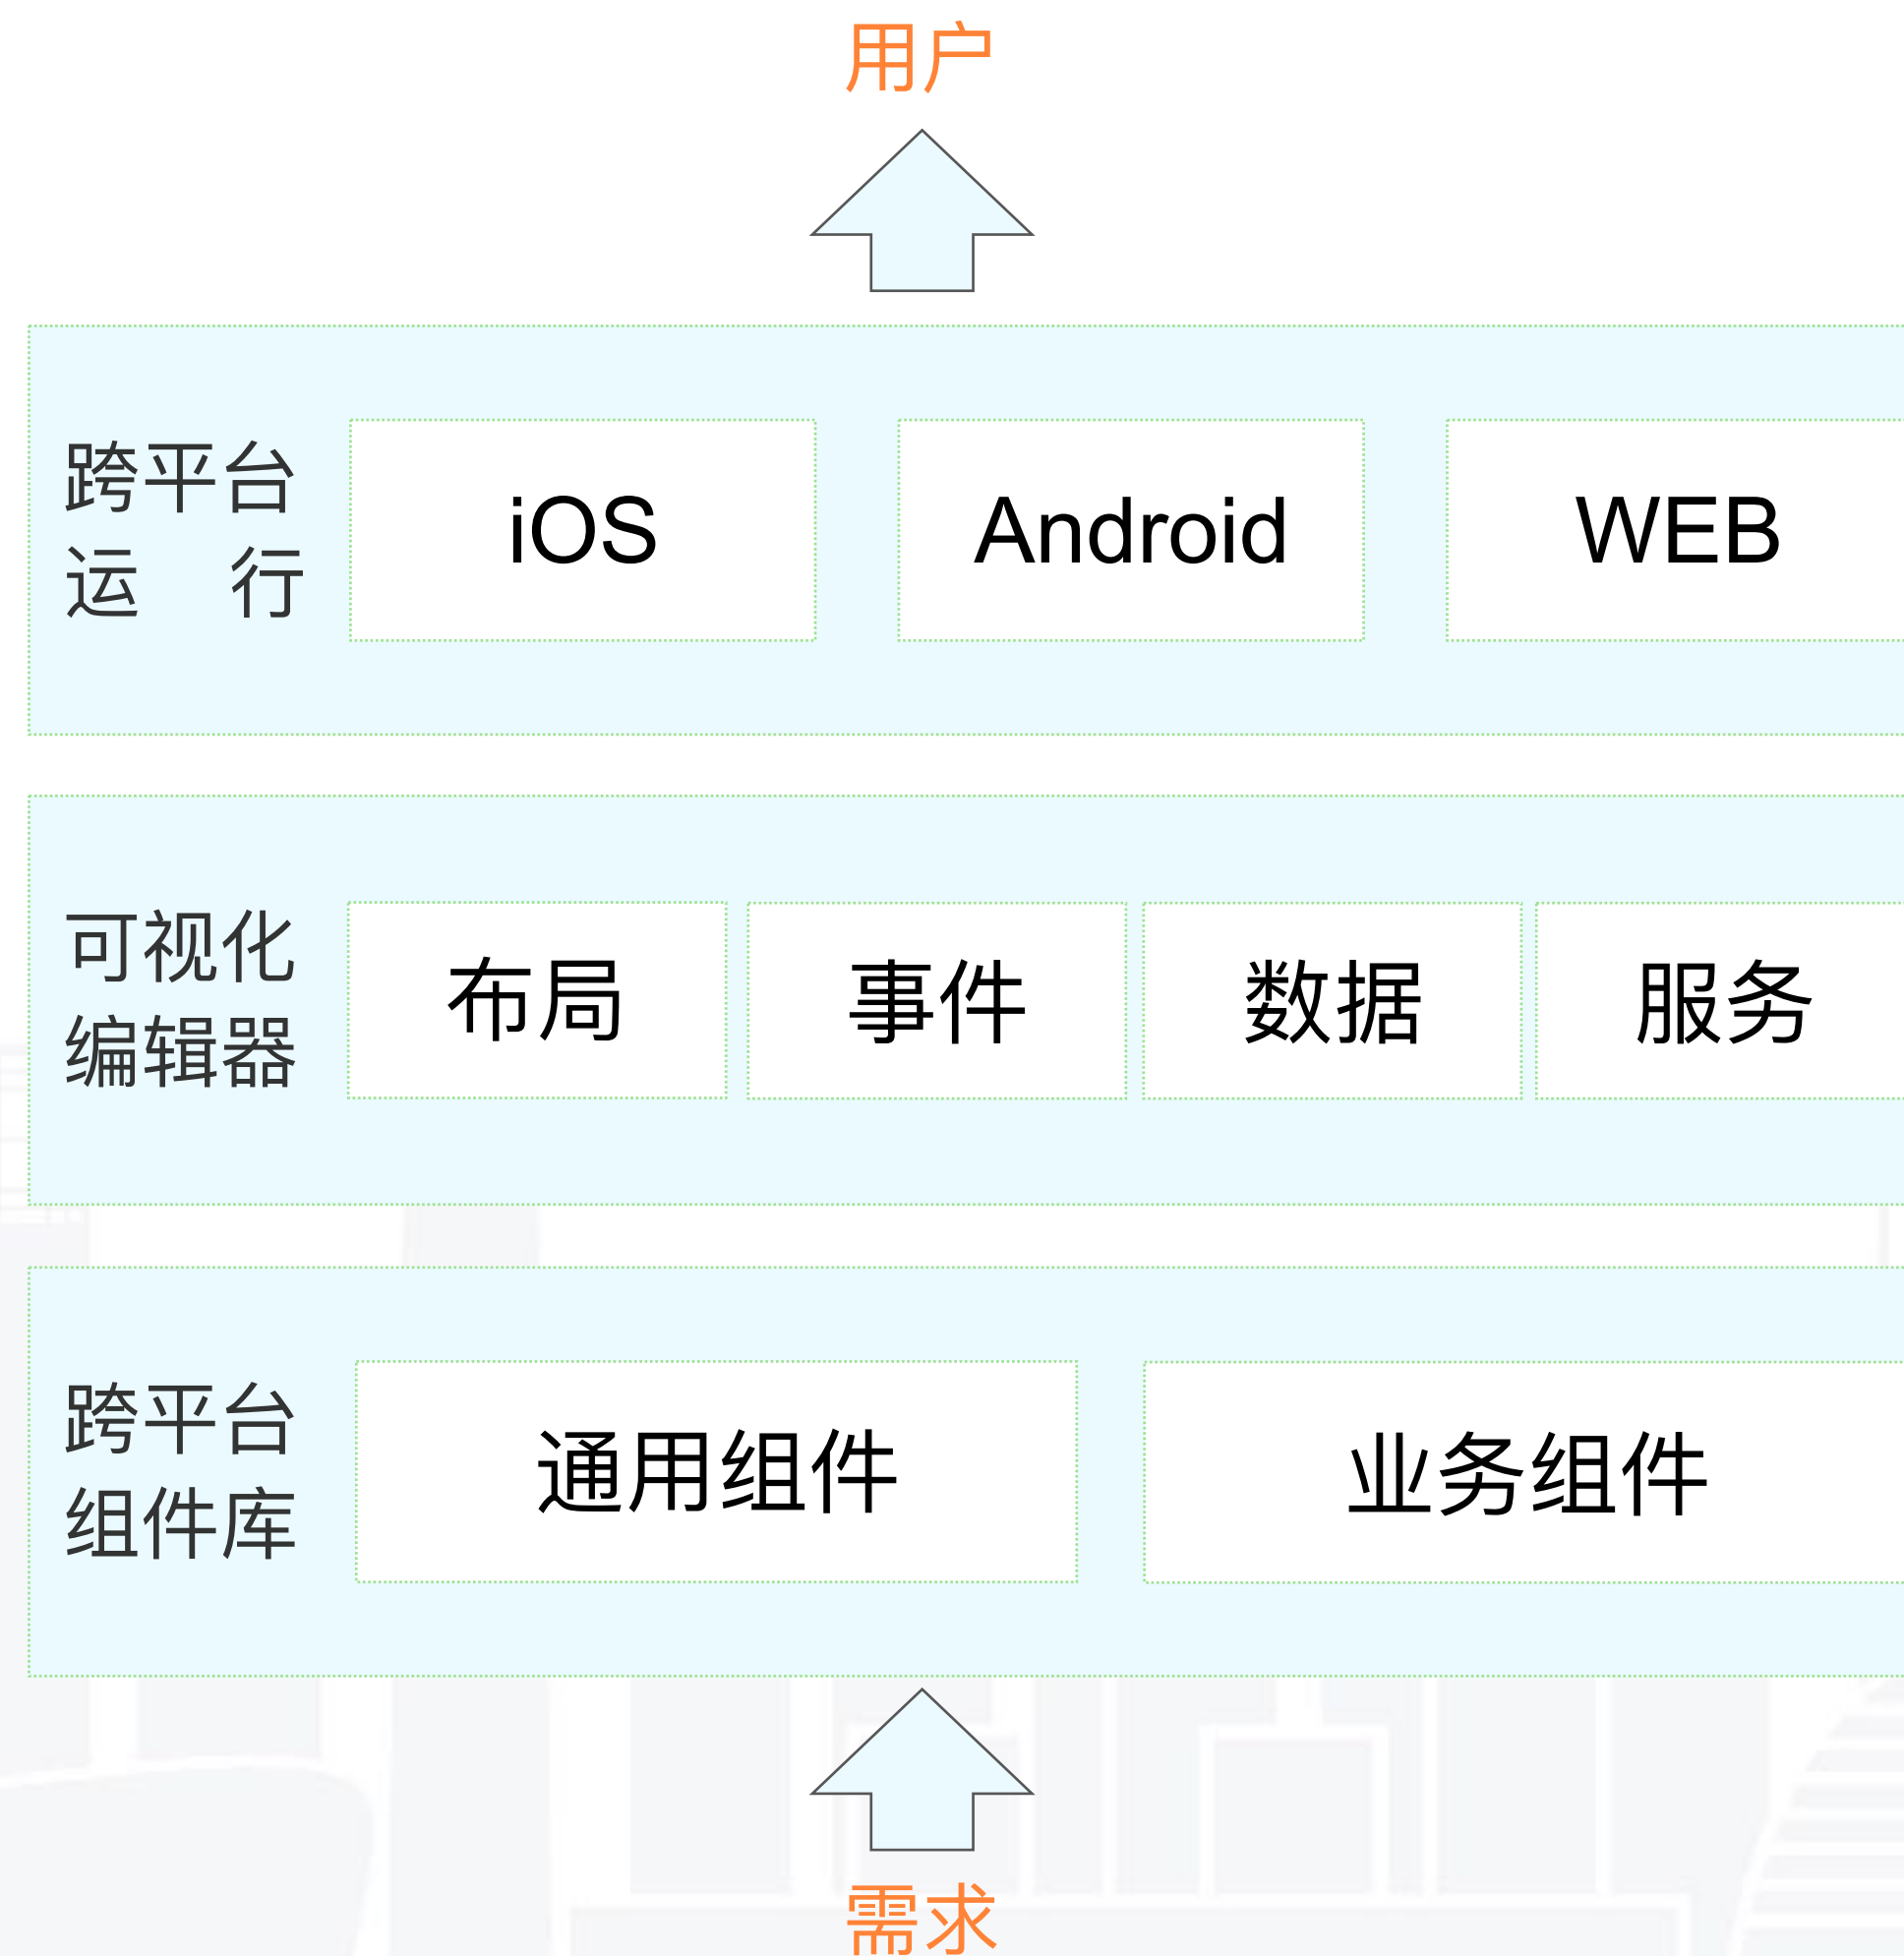 用户
跨平台
运 行
iOS
Android
WEB
可视化
编辑器
布局
事件
数据
服务
跨平台
组件库
通用组件
业务组件
需求